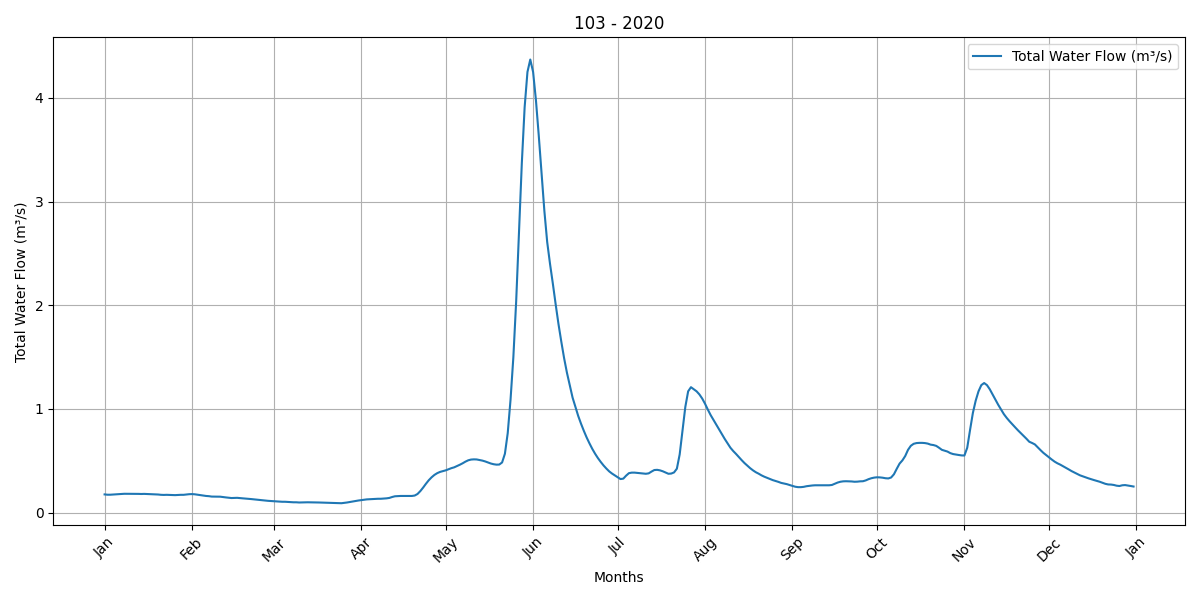 103 - 2020
Total Water Flow (m³/s)
Total Water Flow (m³/s)
4
3
2
1
0
Jan
Feb
Mar
Apr
May
Jun
Jul
Aug
Sep
Oct
Nov
Dec
Jan
Months